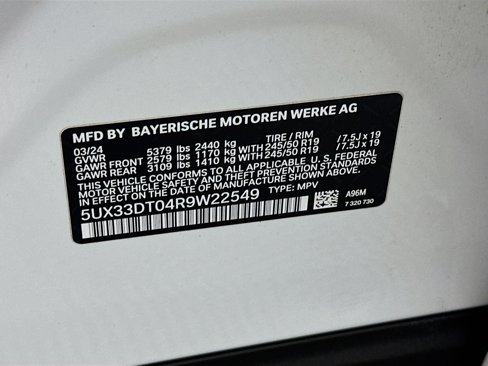 MFD BY BAYERISCHE MOTOREN WERKE AG
03/24
GVWR 5379 lbs 2440 kg TIRE / RIM
GAWR FRONT 2579 lbs 1170 kg WITH 245/50 R19 /7.5J x 19
GAWR REAR 3109 lbs 1410 kg WITH 245/50 R19 /7.5J x 19
THIS VEHICLE CONFORMS TO ALL APPLICABLE U. S. FEDERAL
MOTOR VEHICLE SAFETY, BUMPER, AND THEFT PREVENTION STANDARDS
IN EFFECT ON THE DATE OF MANUFACTURE SHOWN ABOVE.
5UX33DT04R9W22549 TYPE: MPV
A96M
7 320 730